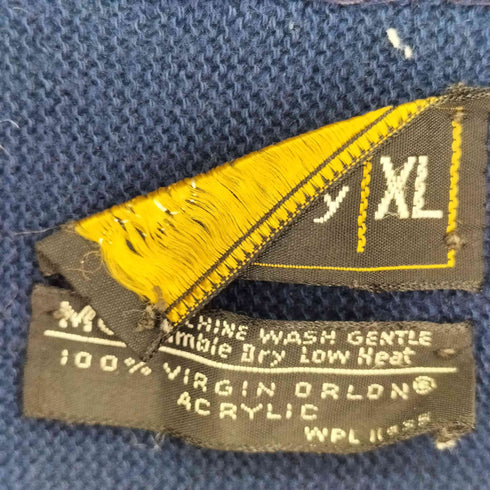 y XL
MACHINE WASH GENTLE
Tumble Dry Low Heat
100% VIRGIN ORLON®
ACRYLIC
WPL